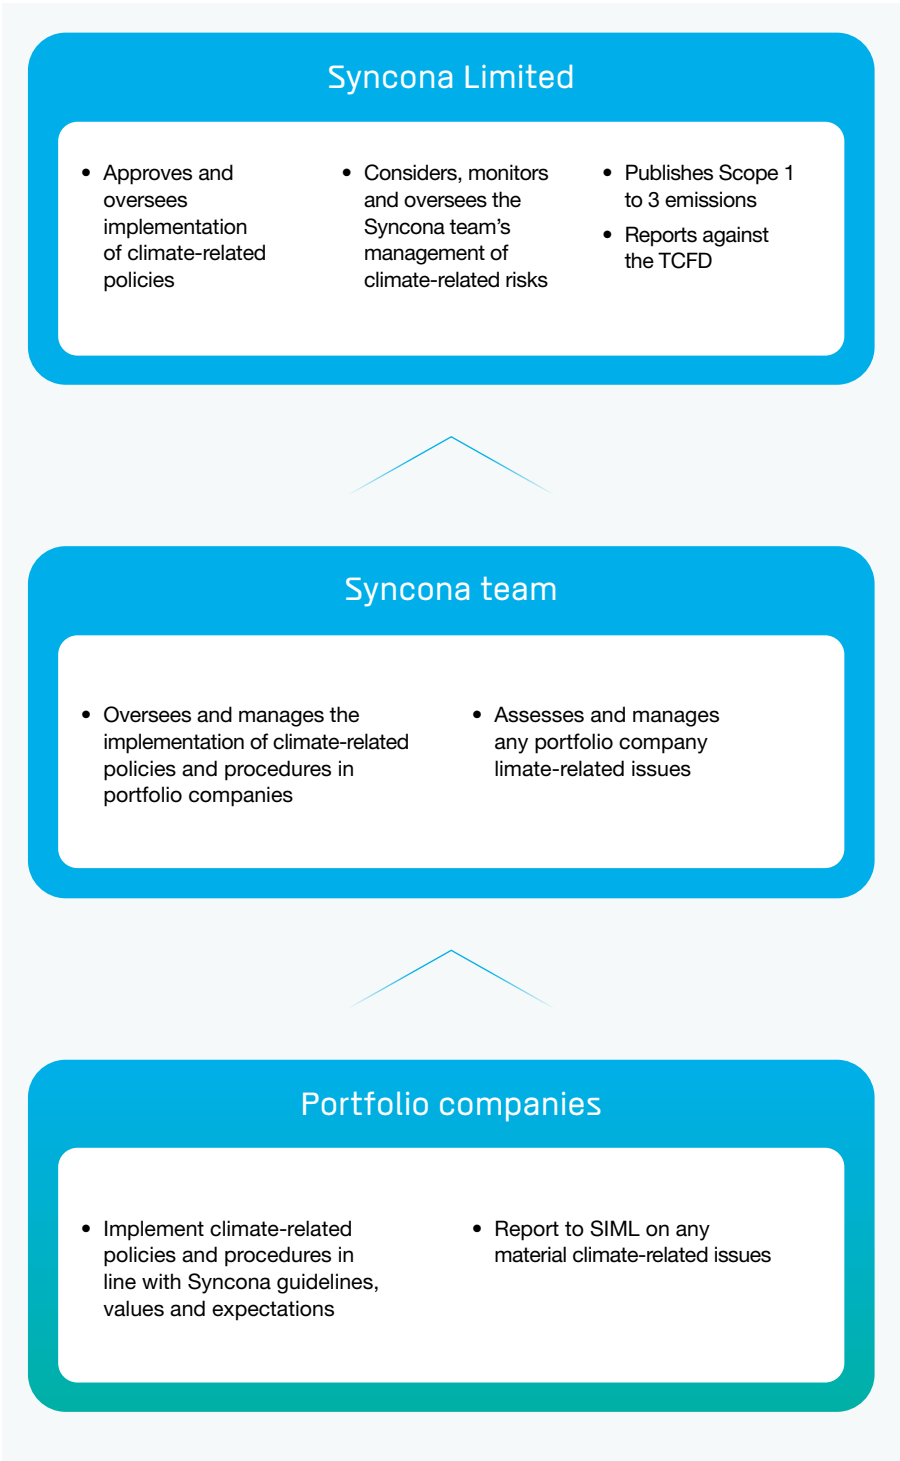 Syncona Limited
• Approves and
oversees
implementation
of climate-related
policies
• Considers, monitors
and oversees the
Syncona team’s
management of
climate-related risks
• Publishes Scope 1
to 3 emissions
• Reports against
the TCFD
Syncona team
• Oversees and manages the
implementation of climate-related
policies and procedures in
portfolio companies
• Assesses and manages
any portfolio company
limate-related issues
Portfolio companies
• Implement climate-related
policies and procedures in
line with Syncona guidelines,
values and expectations
• Report to SIML on any
material climate-related issues